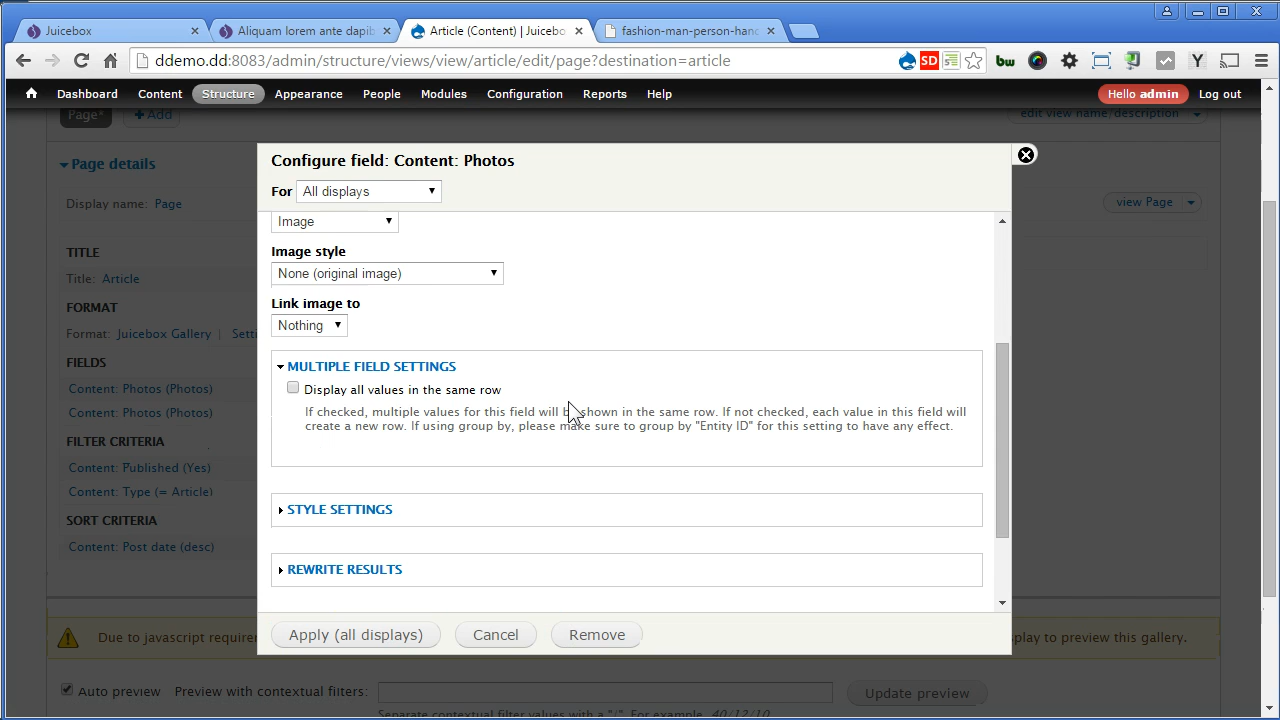 Juicebox
Aliquam lorem ante dapib
Article (Content) | Juicebo
fashion-man-person-hand
ddemo.dd:8083/admin/structure/views/view/article/edit/page?destination=article
SD
bw
Y
Dashboard Content Structure Appearance People Modules Configuration Reports Help Hello admin Log out
Page* Add edit view name/description
Configure field: Content: Photos
Page details
For All displays
Display name: Page view Page
Image
TITLE
Image style
Title: Article
None (original image)
FORMAT
Link image to
Format: Juicebox Gallery | Setti
Nothing
FIELDS
MULTIPLE FIELD SETTINGS
Content: Photos (Photos)
Display all values in the same row
Content: Photos (Photos)
If checked, multiple values for this field will be shown in the same row. If not checked, each value in this field will
create a new row. If using group by, please make sure to group by "Entity ID" for this setting to have any effect.
FILTER CRITERIA
Content: Published (Yes)
Content: Type (= Article)
STYLE SETTINGS
SORT CRITERIA
Content: Post date (desc)
REWRITE RESULTS
Apply (all displays) Cancel Remove
Due to javascript require splay to preview this gallery.
Auto preview Preview with contextual filters: Update preview
Separate contextual filter values with a "/". For example, 40/12/10